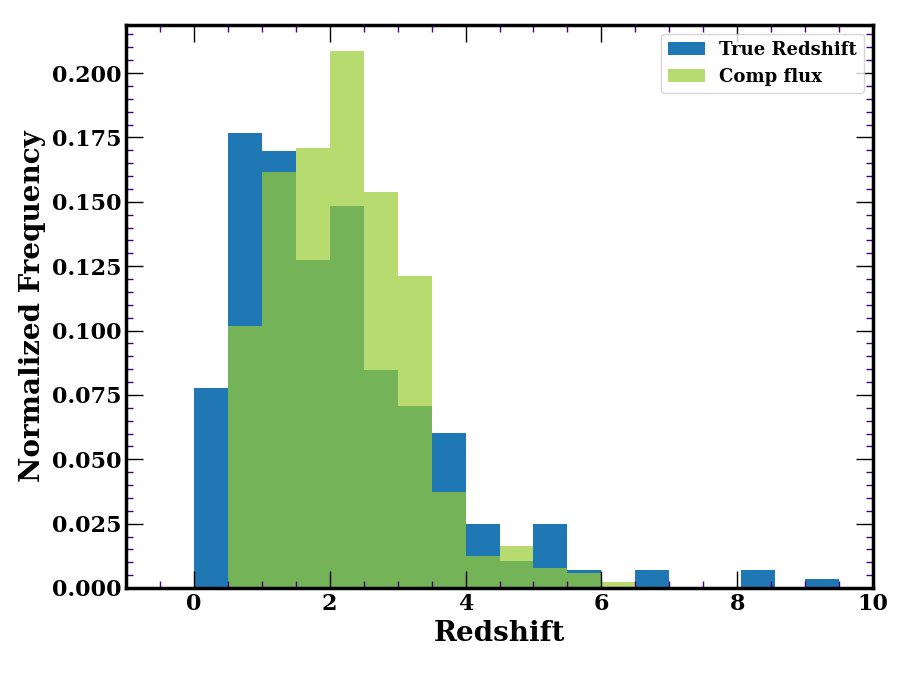 True Redshift
Comp flux
Normalized Frequency
0.200
0.175
0.150
0.125
0.100
0.075
0.050
0.025
0.000
0 2 4 6 8 10
Redshift